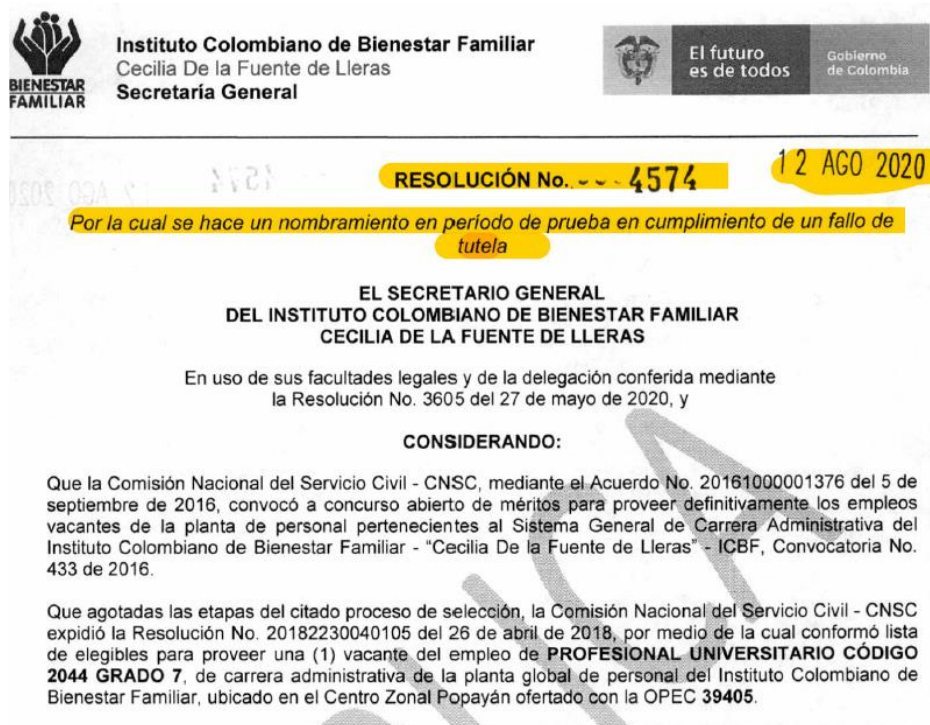 BIENESTAR
FAMILIAR
Instituto Colombiano de Bienestar Familiar
Cecilia De la Fuente de Lleras
Secretaría General
El futuro
es de todos
Gobierno
de Colombia
RESOLUCIÓN No. - - - 4574
12 AGO 2020
Por la cual se hace un nombramiento en período de prueba en cumplimiento de un fallo de
tutela
EL SECRETARIO GENERAL
DEL INSTITUTO COLOMBIANO DE BIENESTAR FAMILIAR
CECILIA DE LA FUENTE DE LLERAS
En uso de sus facultades legales y de la delegación conferida mediante
la Resolución No. 3605 del 27 de mayo de 2020, y
CONSIDERANDO:
Que la Comisión Nacional del Servicio Civil - CNSC, mediante el Acuerdo No. 20161000001376 del 5 de
septiembre de 2016, convocó a concurso abierto de méritos para proveer definitivamente los empleos
vacantes de la planta de personal pertenecientes al Sistema General de Carrera Administrativa del
Instituto Colombiano de Bienestar Familiar - "Cecilia De la Fuente de Lleras" - ICBF, Convocatoria No.
433 de 2016.
Que agotadas las etapas del citado proceso de selección, la Comisión Nacional del Servicio Civil - CNSC
expidió la Resolución No. 20182230040105 del 26 de abril de 2018, por medio de la cual conformó lista
de elegibles para proveer una (1) vacante del empleo de PROFESIONAL UNIVERSITARIO CÓDIGO
2044 GRADO 7, de carrera administrativa de la planta global de personal del Instituto Colombiano de
Bienestar Familiar, ubicado en el Centro Zonal Popayán ofertado con la OPEC 39405.